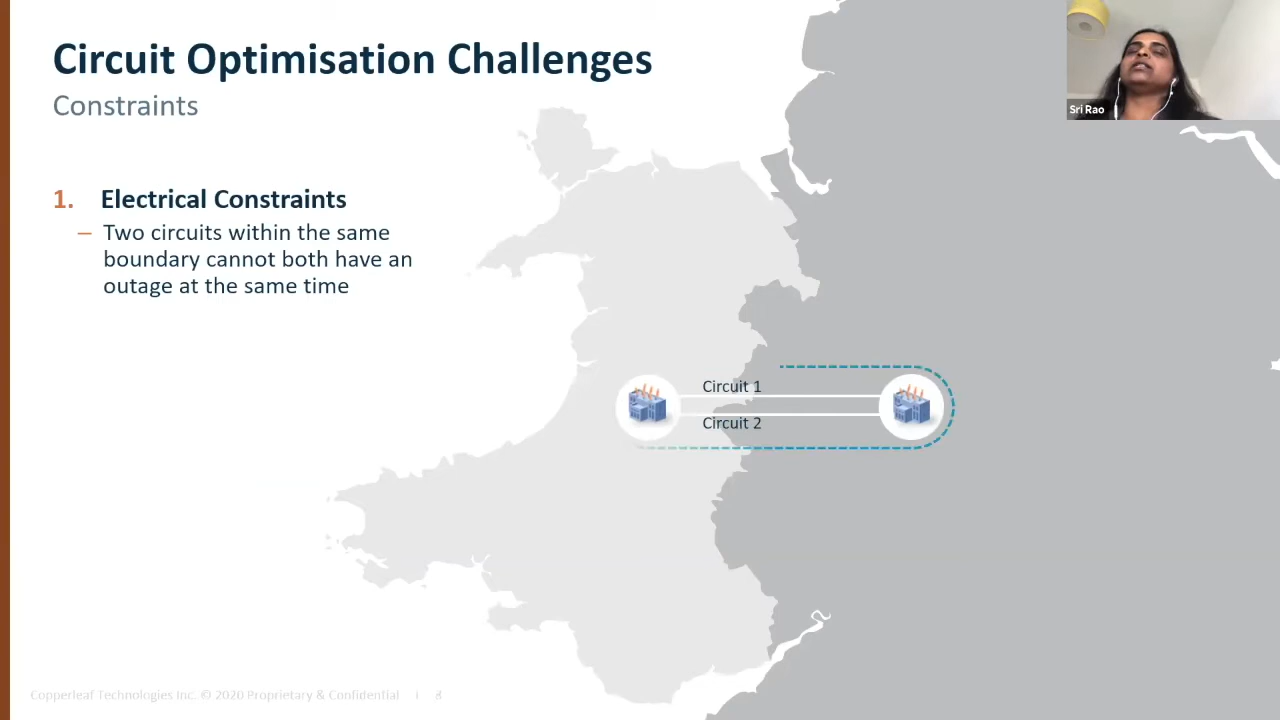 Circuit Optimisation Challenges
Constraints
Sri Rao
1. Electrical Constraints
– Two circuits within the same
boundary cannot both have an
outage at the same time
Circuit 1
Circuit 2
Copperleaf Technologies Inc. © 2020 Proprietary & Confidential | 8